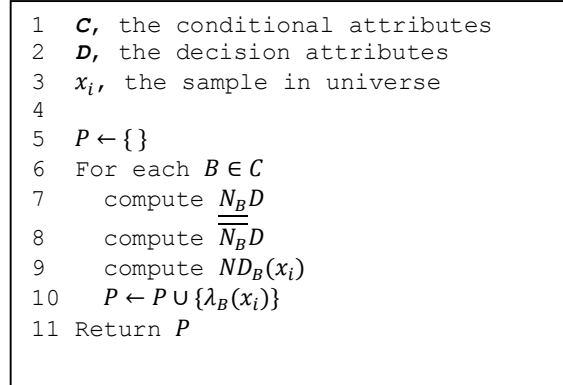 1 C, the conditional attributes
2 D, the decision attributes
3 xᵢ, the sample in universe
4
5 P ← { }
6 For each B ∈ C
7 compute N̲_B̲D
8 compute N̅_B̅D
9 compute ND_B(xᵢ)
10 P ← P ∪ {λ_B(xᵢ)}
11 Return P